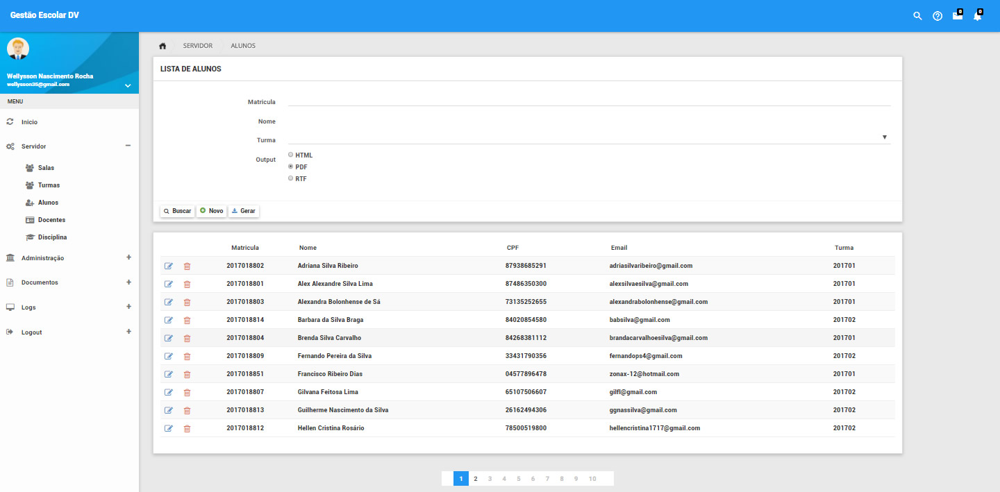 Gestão Escolar DV
0 0
Wellysson Nascimento Rocha
wellysson36@gmail.com
MENU
Inicio
Servidor
Salas
Turmas
Alunos
Docentes
Disciplina
Administração
Documentos
Logs
Logout
SERVIDOR ALUNOS
LISTA DE ALUNOS
Matricula
Nome
Turma
Output
HTML
PDF
RTF
Buscar Novo Gerar
Matricula Nome CPF Email Turma
2017018802 Adriana Silva Ribeiro 87938685291 adriasilvaribeiro@gmail.com 201701
2017018801 Alex Alexandre Silva Lima 87486350300 alexsilvaesilva@gmail.com 201701
2017018803 Alexandra Bolonhense de Sá 73135252655 alexandrabolonhense@gmail.com 201701
2017018814 Barbara da Silva Braga 84020854580 babsilva@gmail.com 201702
2017018804 Brenda Silva Carvalho 84268381112 brandacarvalhoesilva@gmail.com 201701
2017018809 Fernando Pereira da Silva 33431790356 fernandops4@gmail.com 201702
2017018851 Francisco Ribeiro Dias 04577896478 zonax-12@hotmail.com 201701
2017018807 Gilvana Feitosa Lima 65107506607 gilfl@gmail.com 201702
2017018813 Guilherme Nascimento da Silva 26162494306 ggnassilva@gmail.com 201702
2017018812 Hellen Cristina Rosário 78500519800 hellencristina1717@gmail.com 201702
1 2 3 4 5 6 7 8 9 10